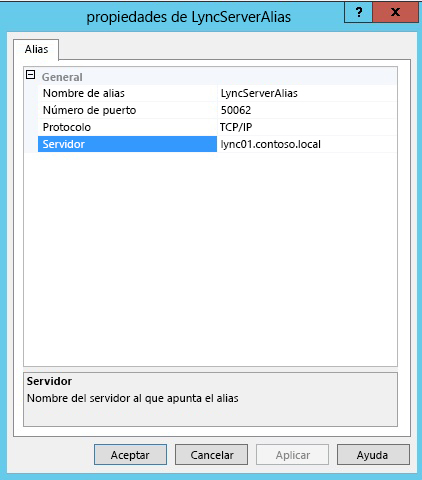 propiedades de LyncServerAlias
? x
Alias
General
Nombre de alias LyncServerAlias
Número de puerto 50062
Protocolo TCP/IP
Servidor lync01.contoso.local
Servidor
Nombre del servidor al que apunta el alias
Aceptar Cancelar Aplicar Ayuda